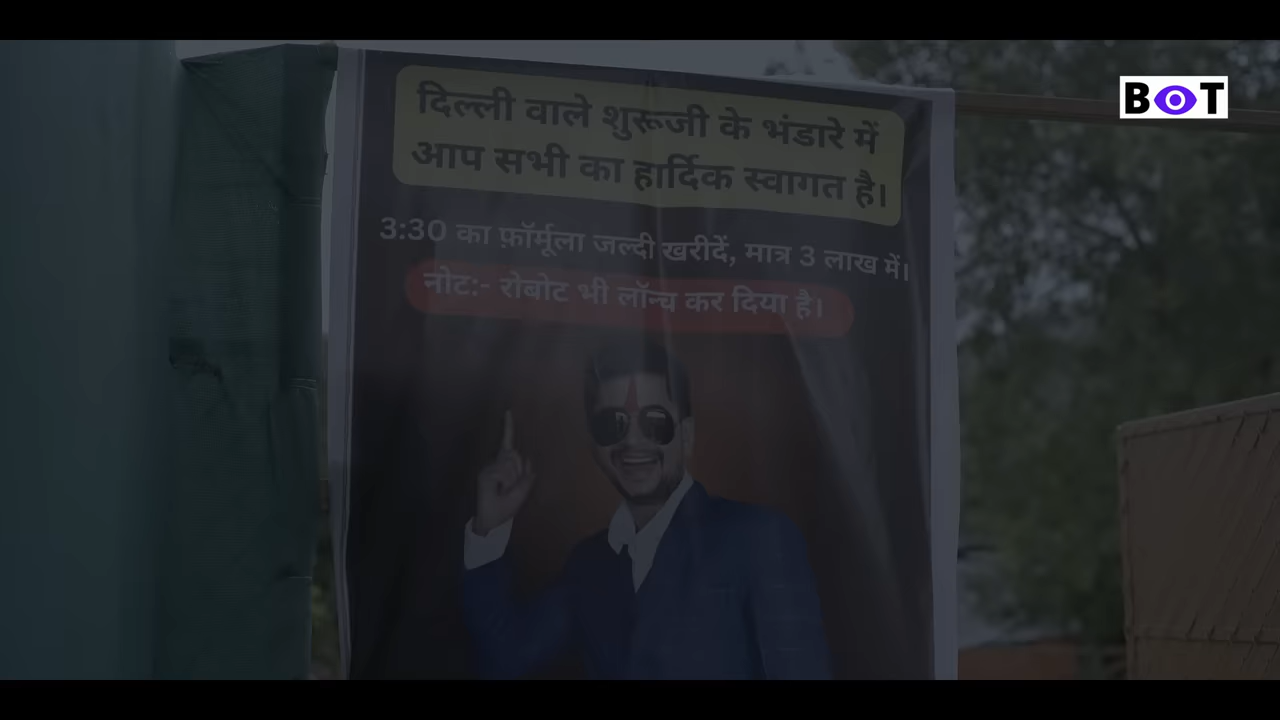 BOT
दिल्ली वाले शुरूजी के भंडारे में
आप सभी का हार्दिक स्वागत है।
3:30 का फ़ॉर्मूला जल्दी खरीदें, मात्र 3 लाख में।
नोट:- रोबोट भी लॉन्च कर दिया है।